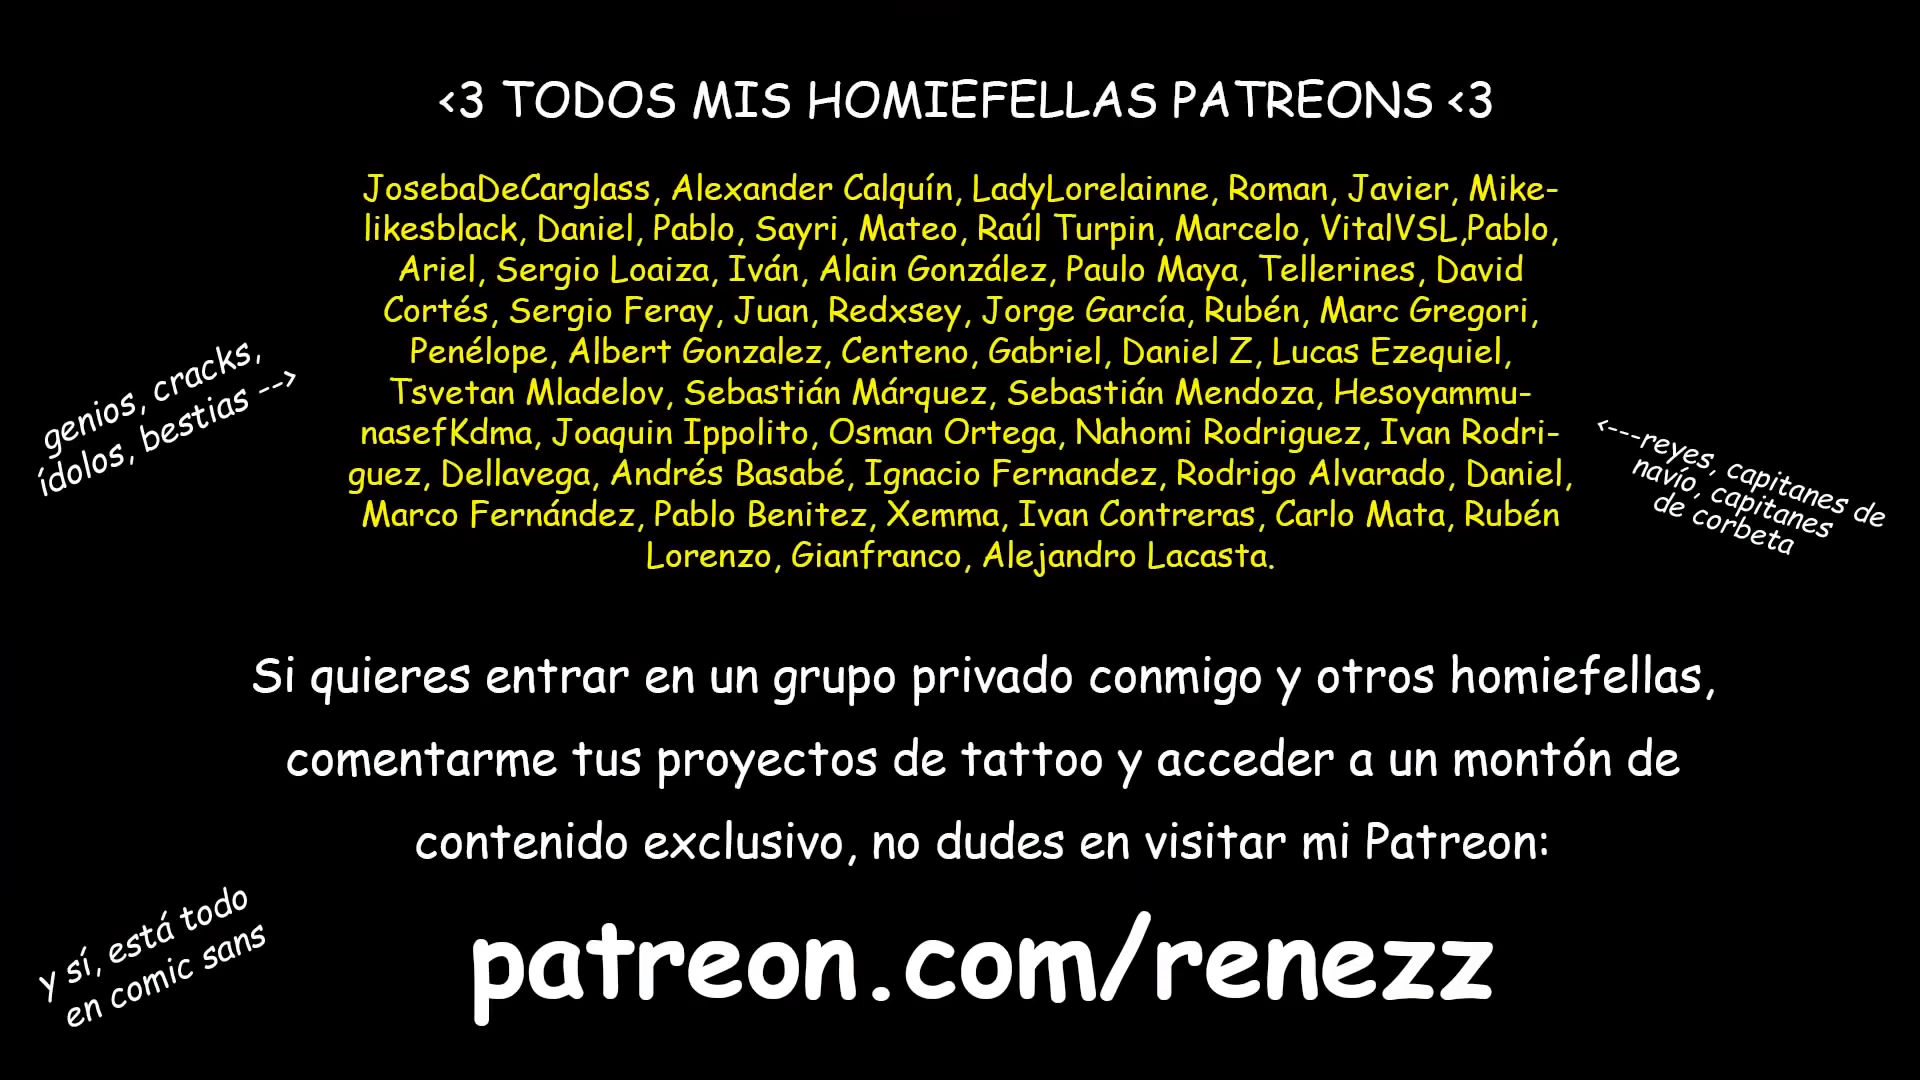 <3 TODOS MIS HOMIEFELLAS PATREONS <3
JosebaDeCarglass, Alexander Calquín, LadyLorelainne, Roman, Javier, Mike-
likesblack, Daniel, Pablo, Sayri, Mateo, Raúl Turpin, Marcelo, VitalVSL,Pablo,
Ariel, Sergio Loaiza, Iván, Alain González, Paulo Maya, Tellerines, David
Cortés, Sergio Feray, Juan, Redxsey, Jorge García, Rubén, Marc Gregori,
Penélope, Albert Gonzalez, Centeno, Gabriel, Daniel Z, Lucas Ezequiel,
Tsvetan Mladelov, Sebastián Márquez, Sebastián Mendoza, Hesoyammu-
nasefKdma, Joaquin Ippolito, Osman Ortega, Nahomi Rodriguez, Ivan Rodri-
guez, Dellavega, Andrés Basabé, Ignacio Fernandez, Rodrigo Alvarado, Daniel,
Marco Fernández, Pablo Benitez, Xemma, Ivan Contreras, Carlo Mata, Rubén
Lorenzo, Gianfranco, Alejandro Lacasta.
genios, cracks,
ídolos, bestias -->
<---reyes, capitanes de
navío, capitanes
de corbeta
Si quieres entrar en un grupo privado conmigo y otros homiefellas,
comentarme tus proyectos de tattoo y acceder a un montón de
contenido exclusivo, no dudes en visitar mi Patreon:
y sí, está todo
en comic sans
patreon.com/renezz